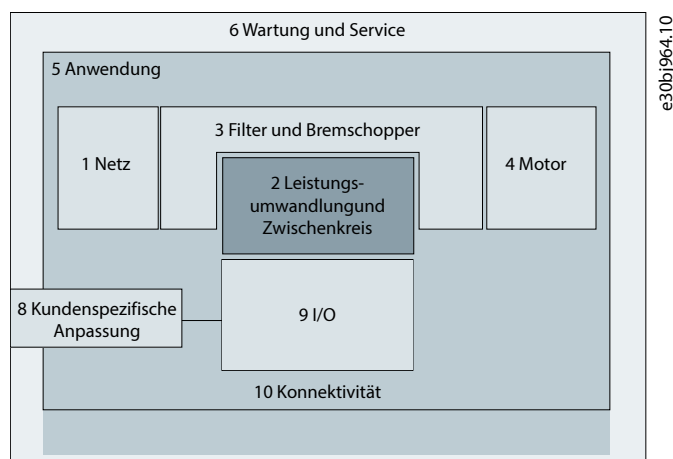 6 Wartung und Service
5 Anwendung
3 Filter und Bremschopper
1 Netz
4 Motor
2 Leistungs-
umwandlungund
Zwischenkreis
8 Kundenspezifische
Anpassung
9 I/O
10 Konnektivität
e30bi964.10